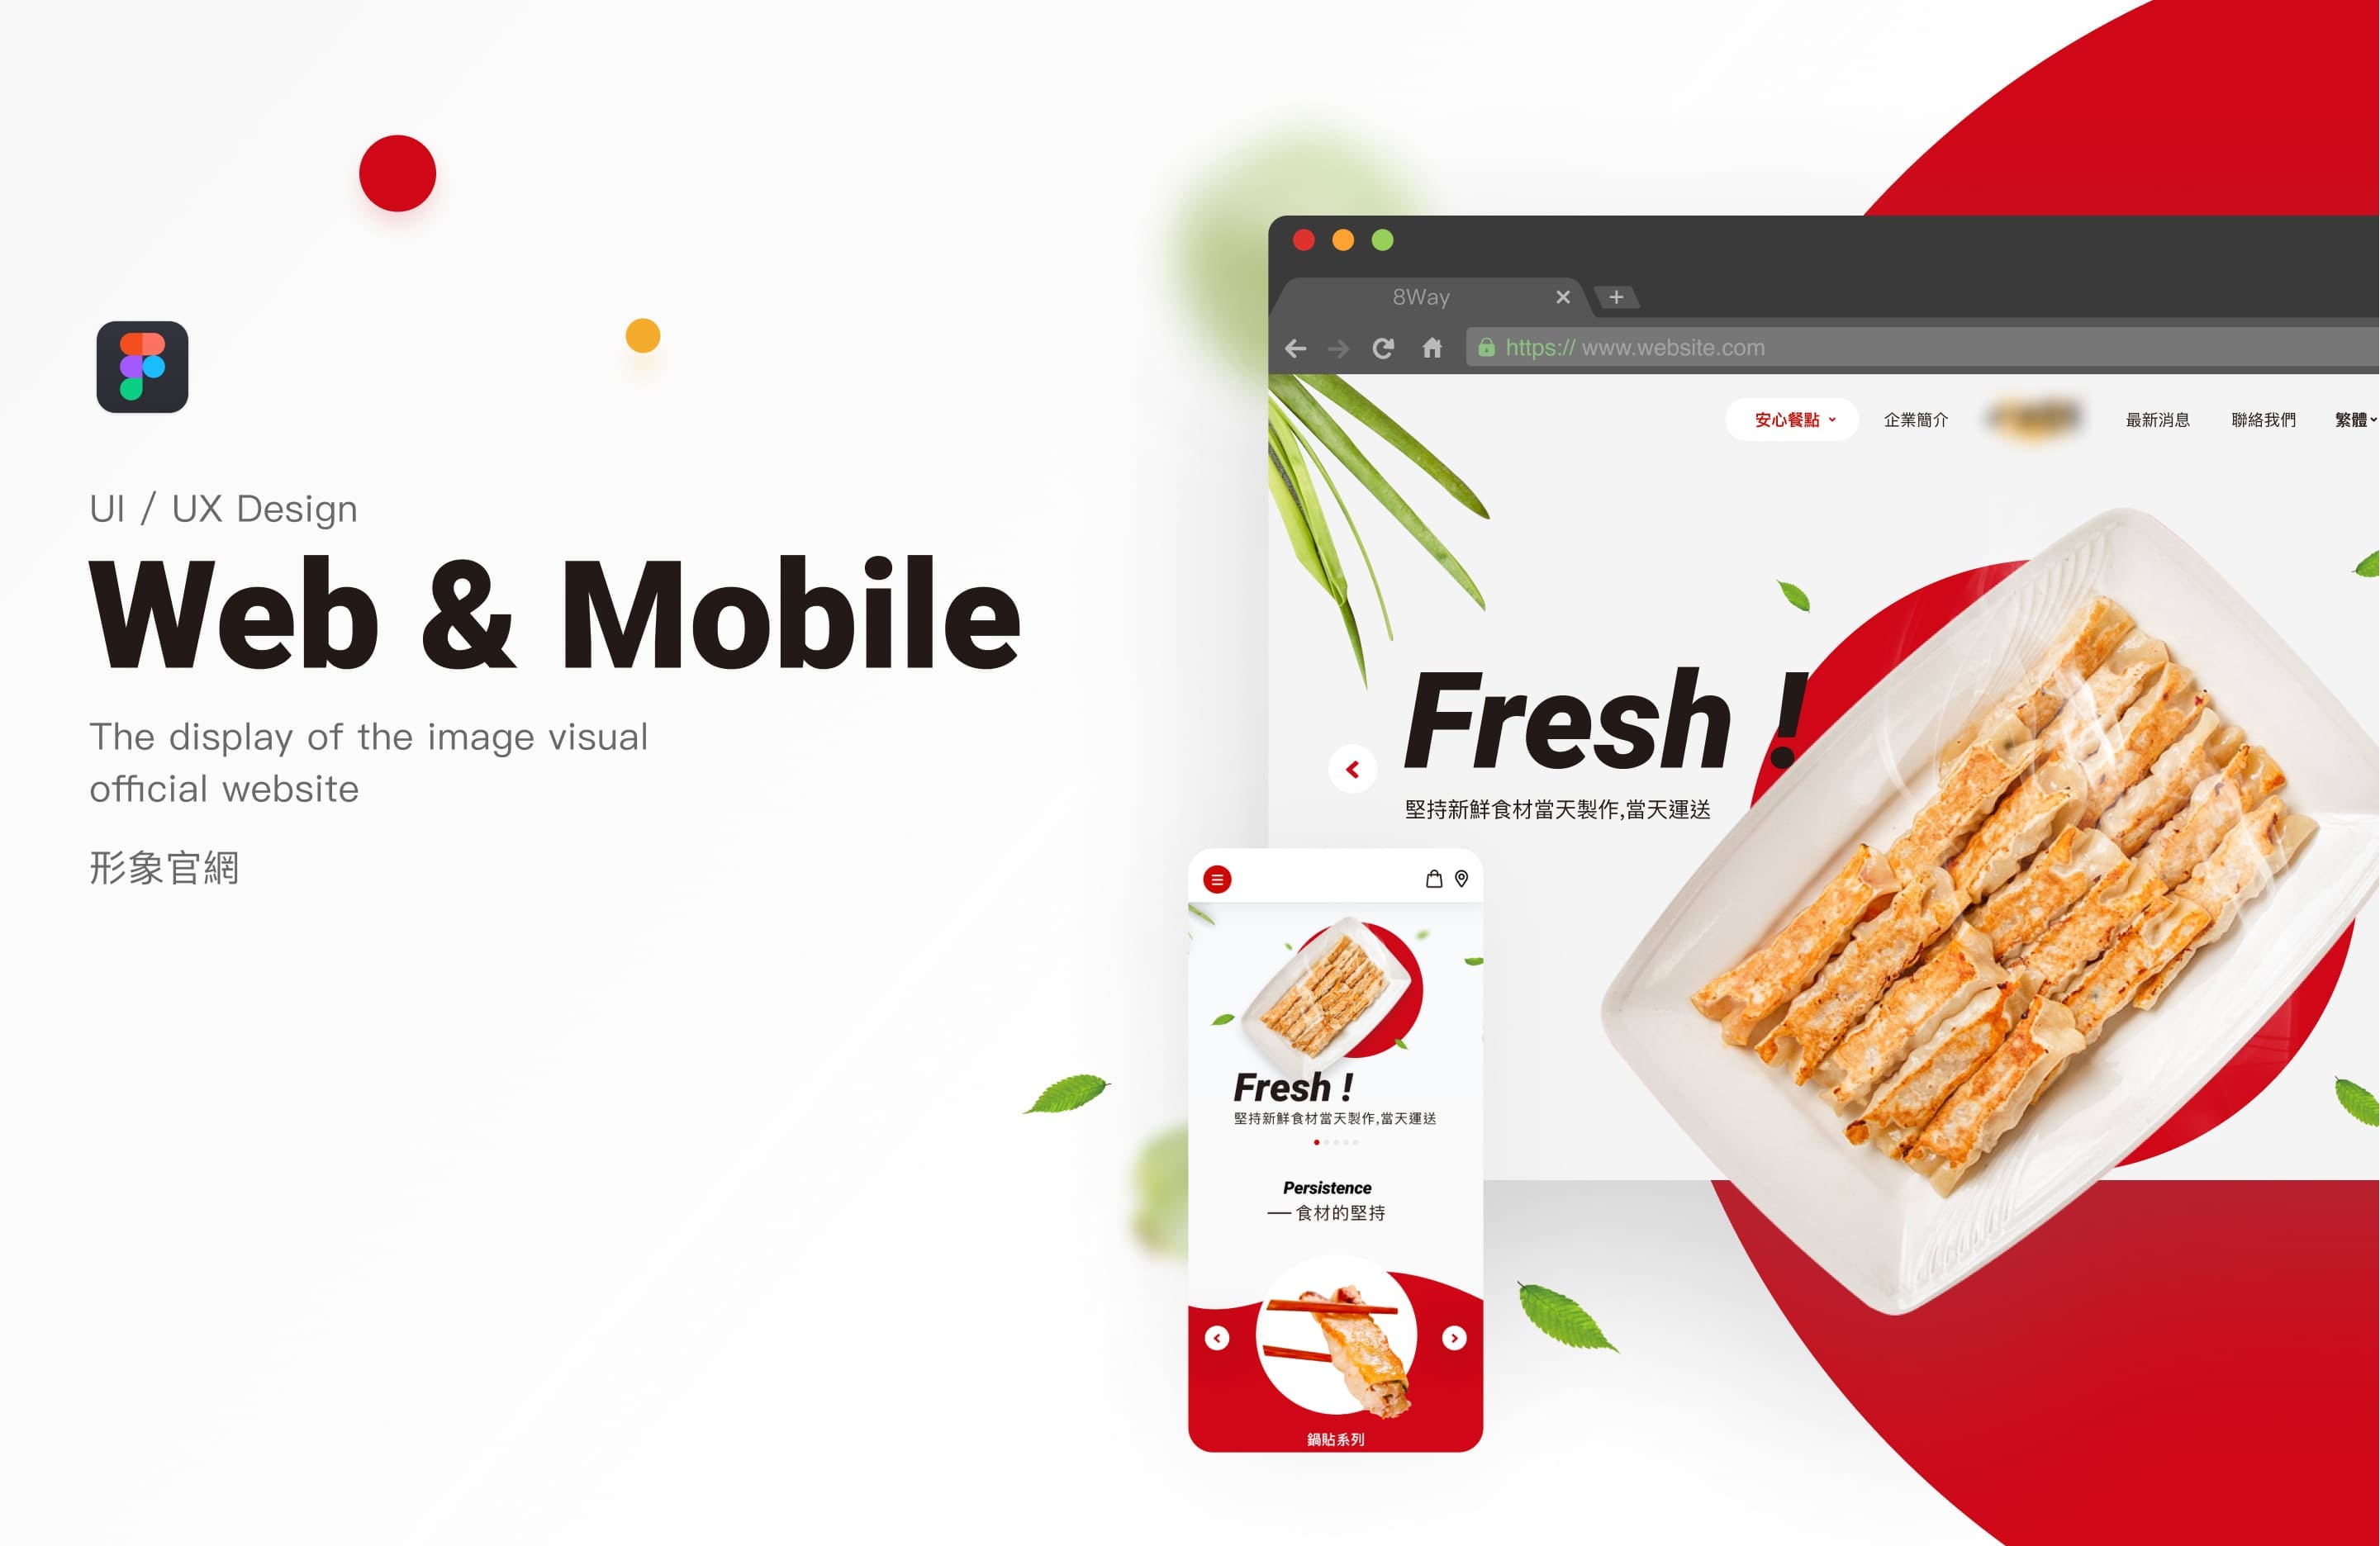 UI / UX Design
Web & Mobile
The display of the image visual
official website
形象官網
8Way
https:// www.website.com
安心餐點
企業簡介
最新消息
聯絡我們
繁體
Fresh !
堅持新鮮食材當天製作,當天運送
Fresh !
堅持新鮮食材當天製作,當天運送
Persistence
── 食材的堅持
鍋貼系列